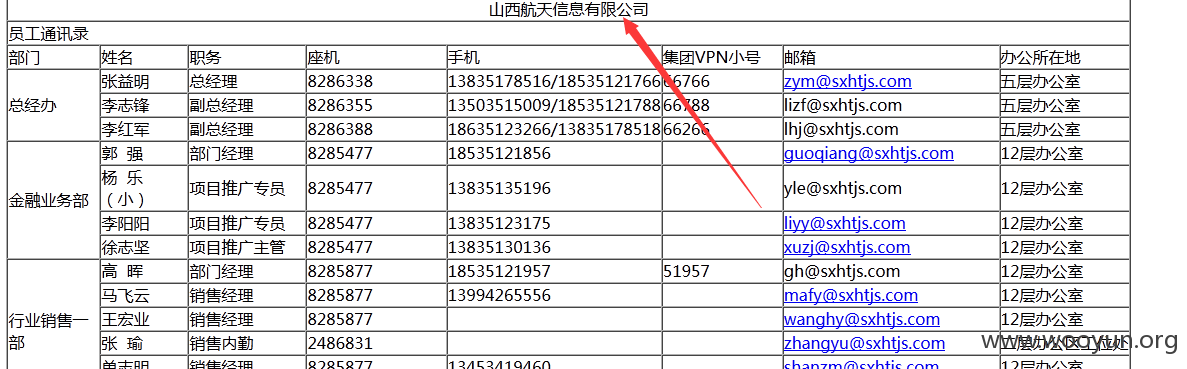 山西航天信息有限公司
员工通讯录
部门 姓名 职务 座机 手机 集团VPN小号 邮箱 办公所在地
总经办 张益明 总经理 8286338 13835178516/18535121766 66766 zym@sxhtjs.com 五层办公室
李志锋 副总经理 8286355 13503515009/18535121788 66788 lizf@sxhtjs.com 五层办公室
李红军 副总经理 8286388 18635123266/13835178518 66266 lhj@sxhtjs.com 五层办公室
金融业务部 郭 强 部门经理 8285477 18535121856 guoqiang@sxhtjs.com 12层办公室
杨 乐（小） 项目推广专员 8285477 13835135196 yle@sxhtjs.com 12层办公室
李阳阳 项目推广专员 8285477 13835123175 liyy@sxhtjs.com 12层办公室
徐志坚 项目推广主管 8285477 13835130136 xuzj@sxhtjs.com 12层办公室
行业销售一部 高 晖 部门经理 8285877 18535121957 51957 gh@sxhtjs.com 12层办公室
马飞云 销售经理 8285877 13994265556 mafy@sxhtjs.com 12层办公室
王宏业 销售经理 8285877 wanghy@sxhtjs.com 12层办公室
张 瑜 销售内勤 2486831 zhangyu@sxhtjs.com
单志明 销售经理 8285877 13453419460 shanzm@sxhtjs.com 12层办公室
www.wooyun.org